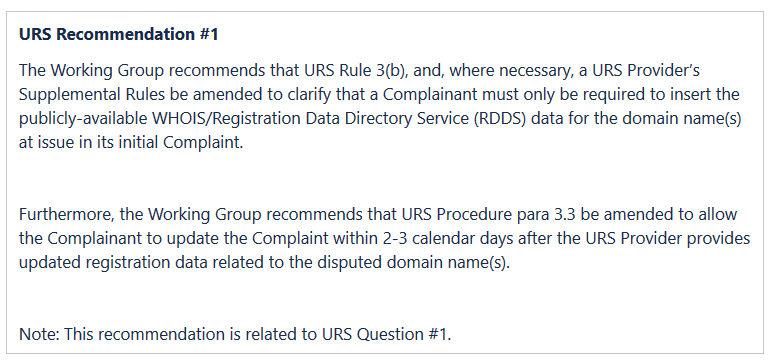 URS Recommendation #1
The Working Group recommends that URS Rule 3(b), and, where necessary, a URS Provider’s
Supplemental Rules be amended to clarify that a Complainant must only be required to insert the
publicly-available WHOIS/Registration Data Directory Service (RDDS) data for the domain name(s)
at issue in its initial Complaint.
Furthermore, the Working Group recommends that URS Procedure para 3.3 be amended to allow
the Complainant to update the Complaint within 2-3 calendar days after the URS Provider provides
updated registration data related to the disputed domain name(s).
Note: This recommendation is related to URS Question #1.